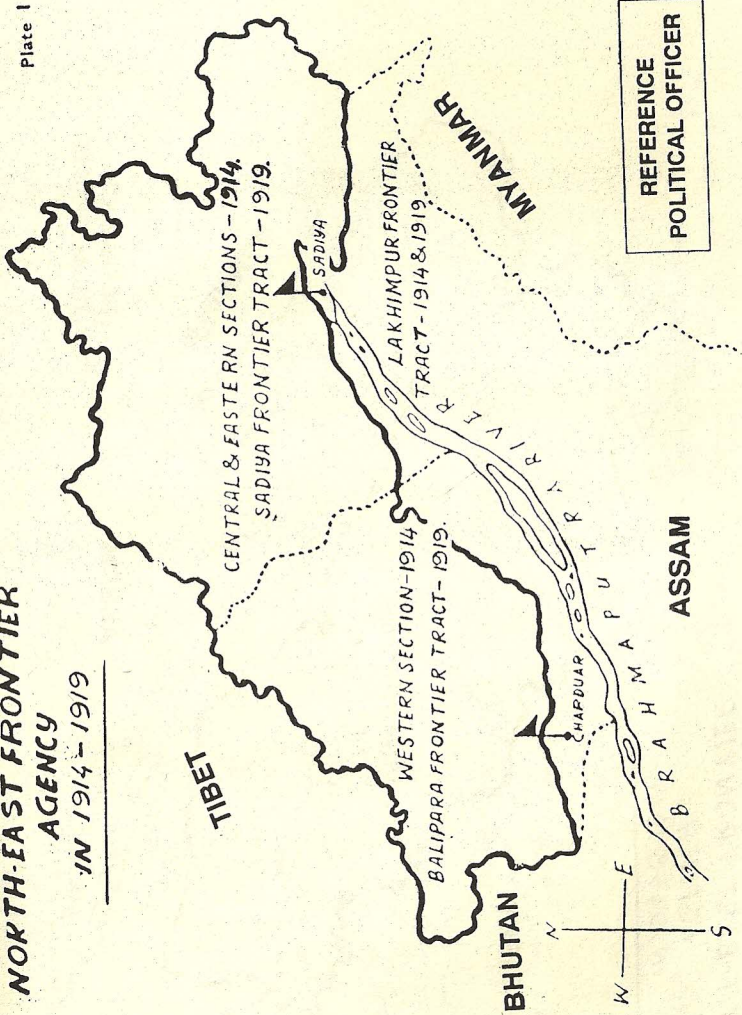 Plate I
NORTH-EAST FRONTIER
AGENCY
IN 1914-1919
TIBET
CENTRAL & EASTERN SECTIONS-1914.
SADIYA FRONTIER TRACT-1919.
SADIYA
LAKHIMPUR FRONTIER
TRACT-1914&1919
MYANMAR
WESTERN SECTION-1914
BALIPARA FRONTIER TRACT-1919.
CHARDUAR
BRAHMAPUTRA RIVER
BHUTAN
ASSAM
N
W E
S
REFERENCE
POLITICAL OFFICER